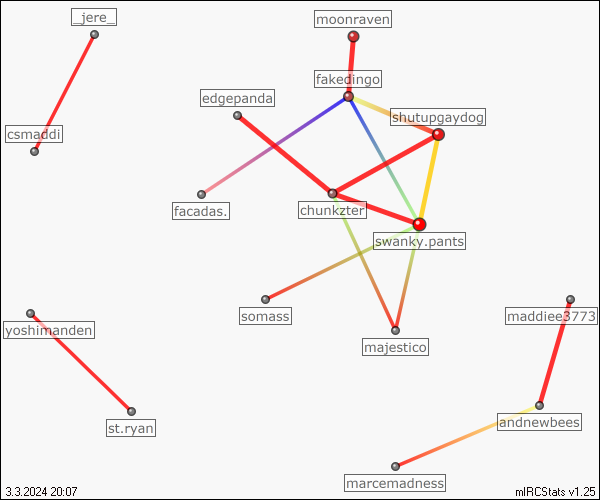 _jere_
moonraven
fakedingo
edgepanda
shutupgaydog
csmaddi
facadas.
chunkzter
swanky.pants
somass
maddiee3773
yoshimanden
majestico
st.ryan
andnewbees
marcemadness
3.3.2024 20:07
mIRCStats v1.25